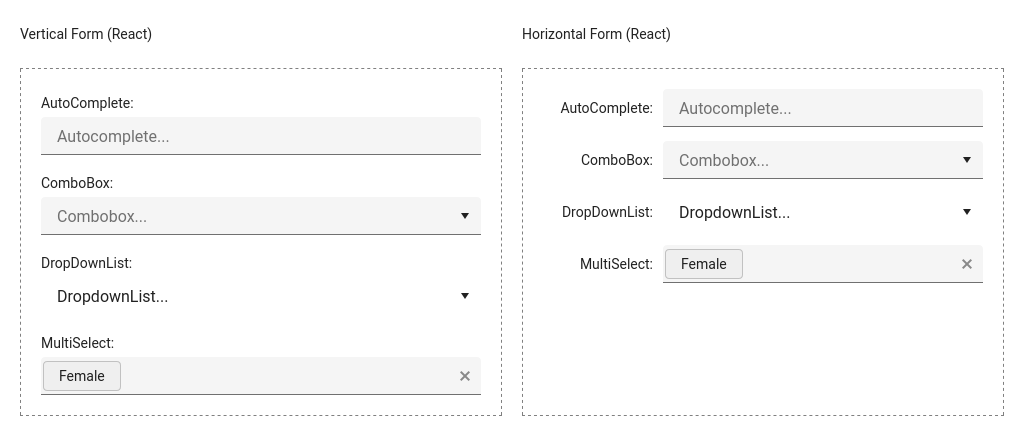 Vertical Form (React)
AutoComplete:
Autocomplete...
ComboBox:
Combobox...
DropDownList:
DropdownList...
MultiSelect:
Female
Horizontal Form (React)
AutoComplete: Autocomplete...
ComboBox: Combobox...
DropDownList: DropdownList...
MultiSelect: Female